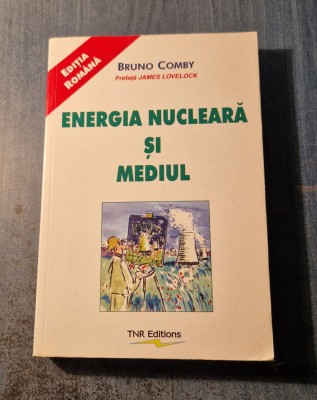 EDIȚIA
ROMÂNĂ
BRUNO COMBY
Prefață JAMES LOVELOCK
ENERGIA NUCLEARĂ
ȘI
MEDIUL
TNR Editions